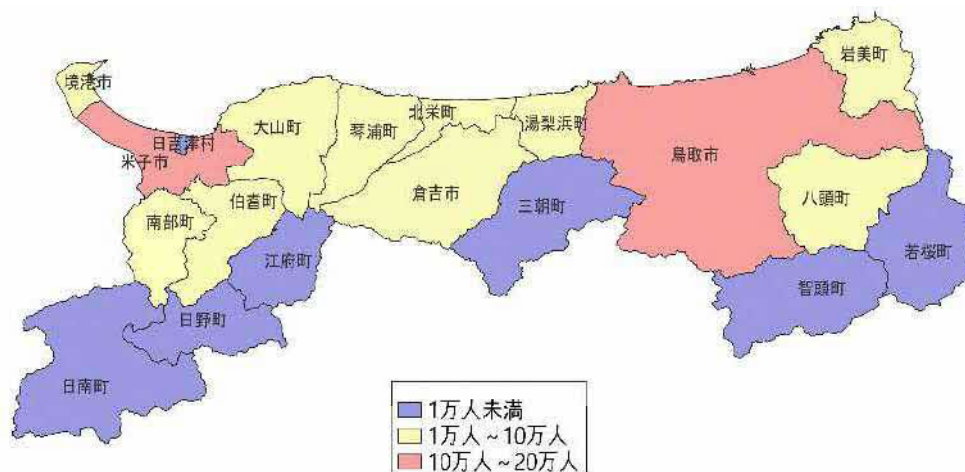 岩美町
境港市
北栄町
大山町
琴浦町
湯梨浜町
日吉津村
鳥取市
米子市
倉吉市
八頭町
伯耆町
三朝町
南部町
若桜町
江府町
智頭町
日野町
日南町
1万人未満
1万人~10万人
10万人~20万人